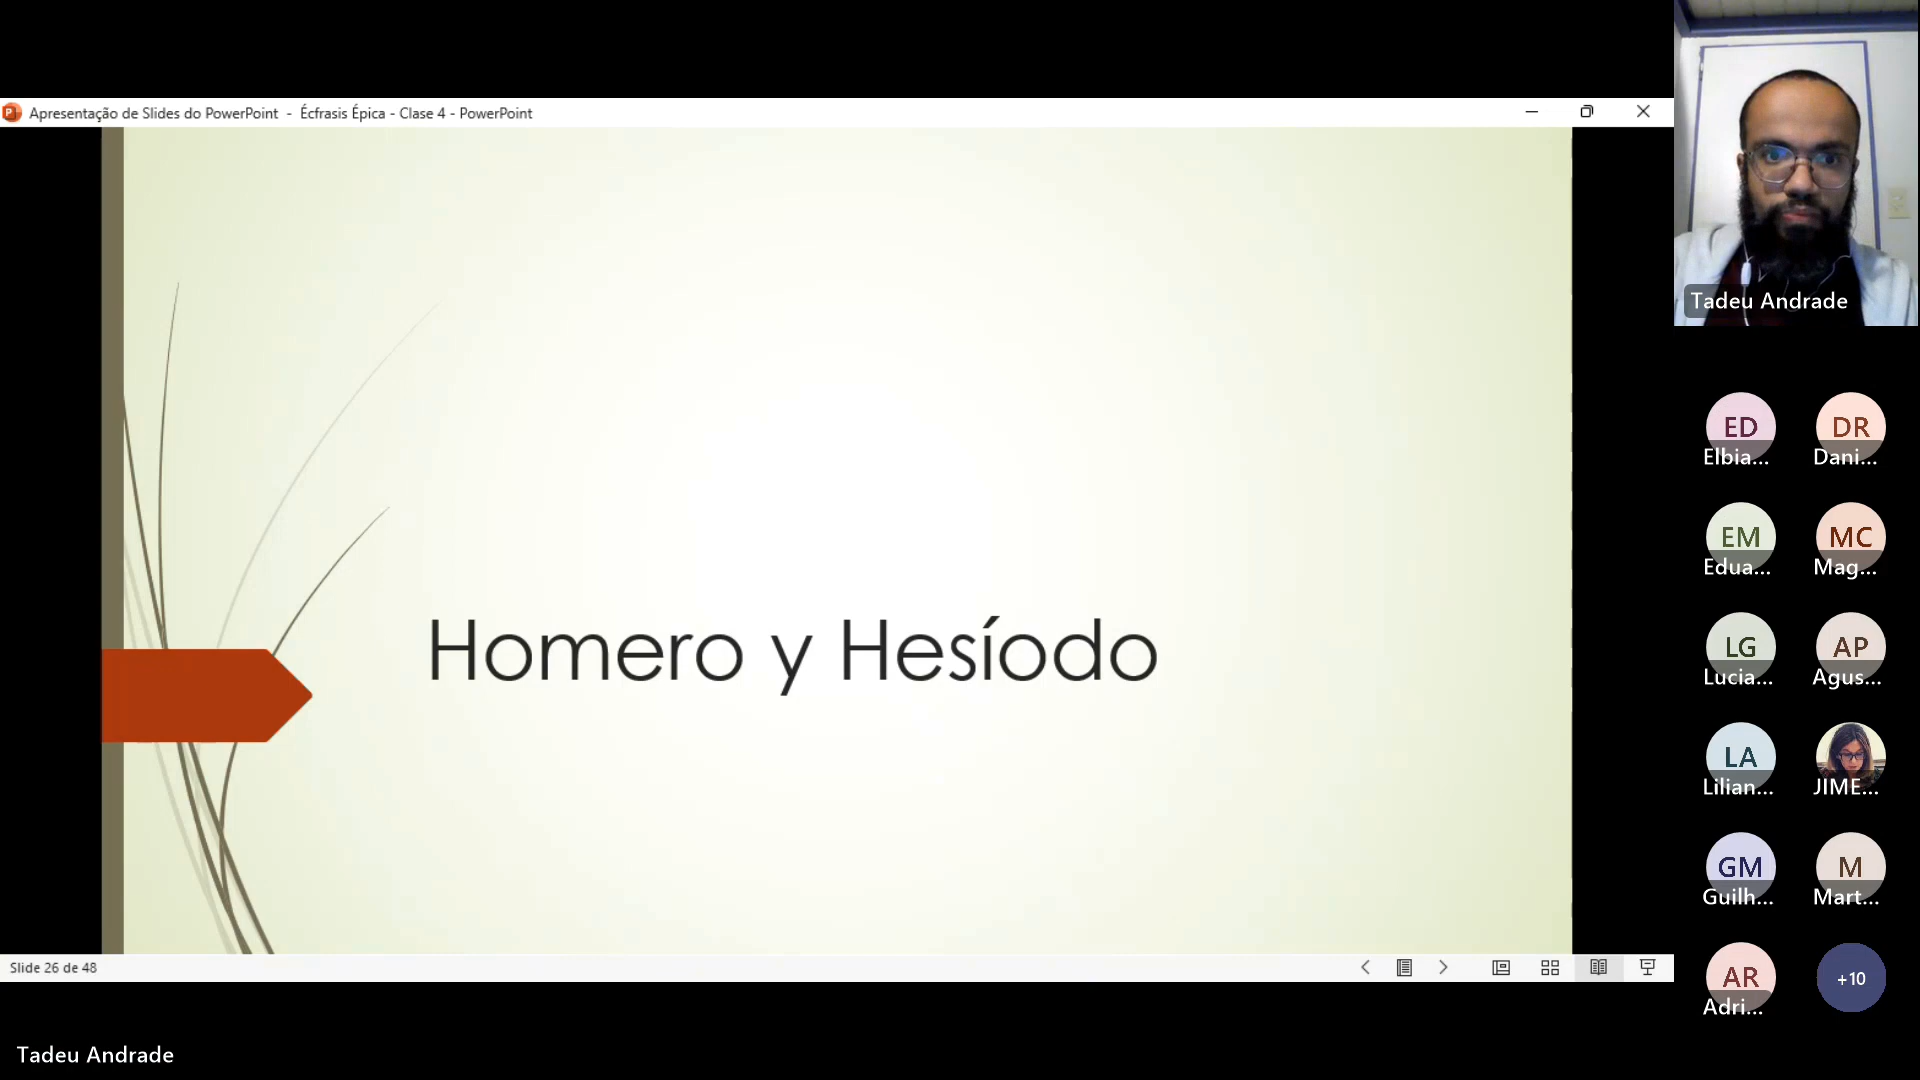 Apresentação de Slides do PowerPoint - Écfrasis Épica - Clase 4 - PowerPoint
Homero y Hesíodo
Slide 26 de 48
Tadeu Andrade
Tadeu Andrade
ED
Elbia...
DR
Dani...
EM
Edua...
MC
Mag...
LG
Lucia...
AP
Agus...
LA
Lilian...
JIME...
GM
Guilh...
M
Mart...
AR
Adri...
+10